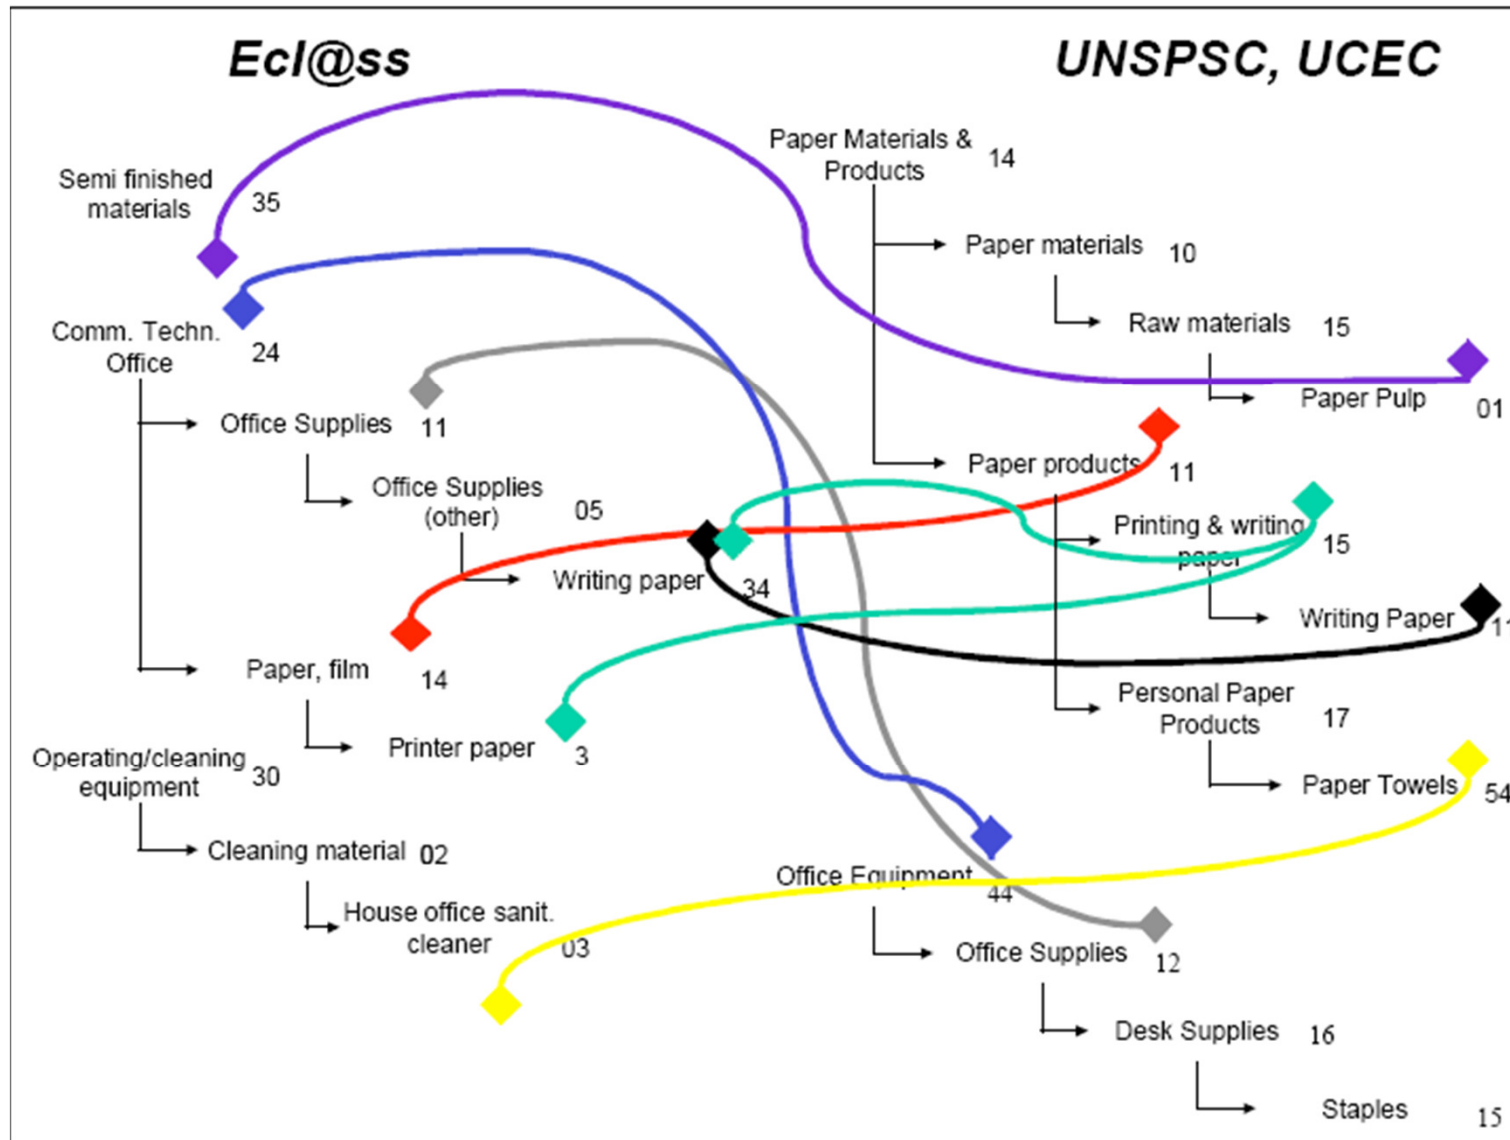 Ecl@ss
UNSPSC, UCEC
Semi finished
materials
35
Comm. Techn.
Office
24
Office Supplies
11
Office Supplies
(other)
05
Writing paper
34
Paper, film
14
Printer paper
3
Operating/cleaning
equipment
30
Cleaning material
02
House office sanit.
cleaner
03
Paper Materials &
Products
14
Paper materials
10
Raw materials
15
Paper Pulp
01
Paper products
11
Printing & writing
paper
15
Writing Paper
11
Personal Paper
Products
17
Paper Towels
54
Office Equipment
44
Office Supplies
12
Desk Supplies
16
Staples
15